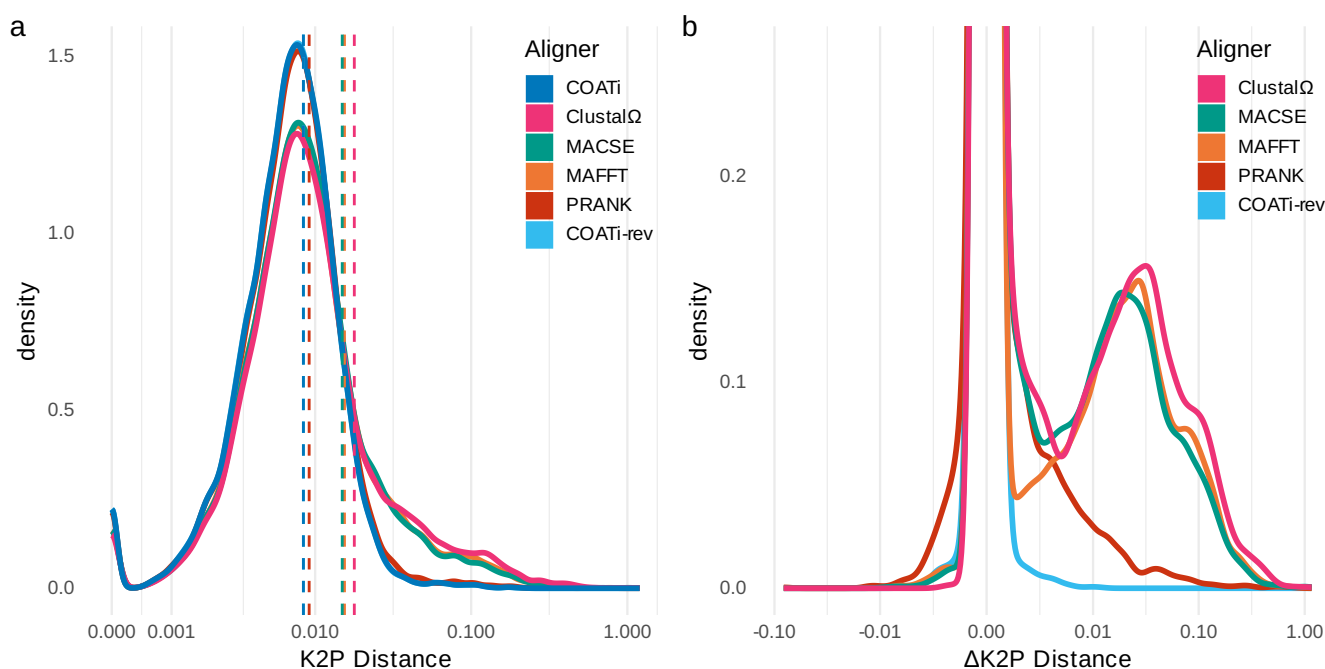 a
1.5
1.0
0.5
0.0
density
0.000
0.001
0.010
0.100
1.000
K2P Distance
Aligner
COATi
ClustalΩ
MACSE
MAFFT
PRANK
COATi-rev
b
0.2
0.1
0.0
density
-0.10
-0.01
0.00
0.01
0.10
1.00
ΔK2P Distance
Aligner
ClustalΩ
MACSE
MAFFT
PRANK
COATi-rev